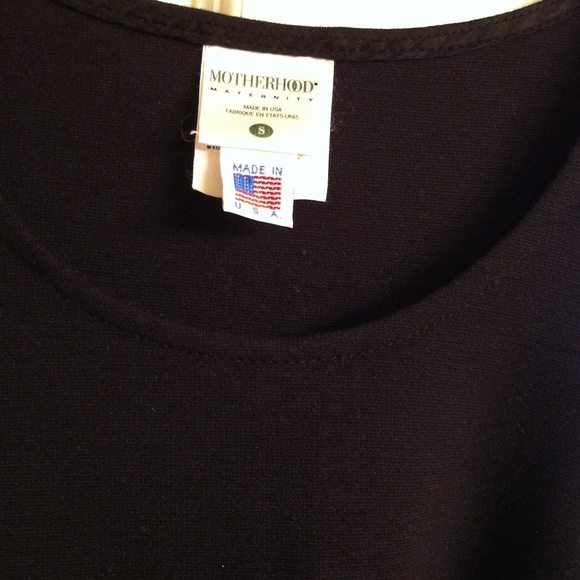 MOTHERHOOD®
MATERNITY
MADE IN USA
FABRIQUE EN ETATS-UNIS
S
MADE IN
U. S. A.